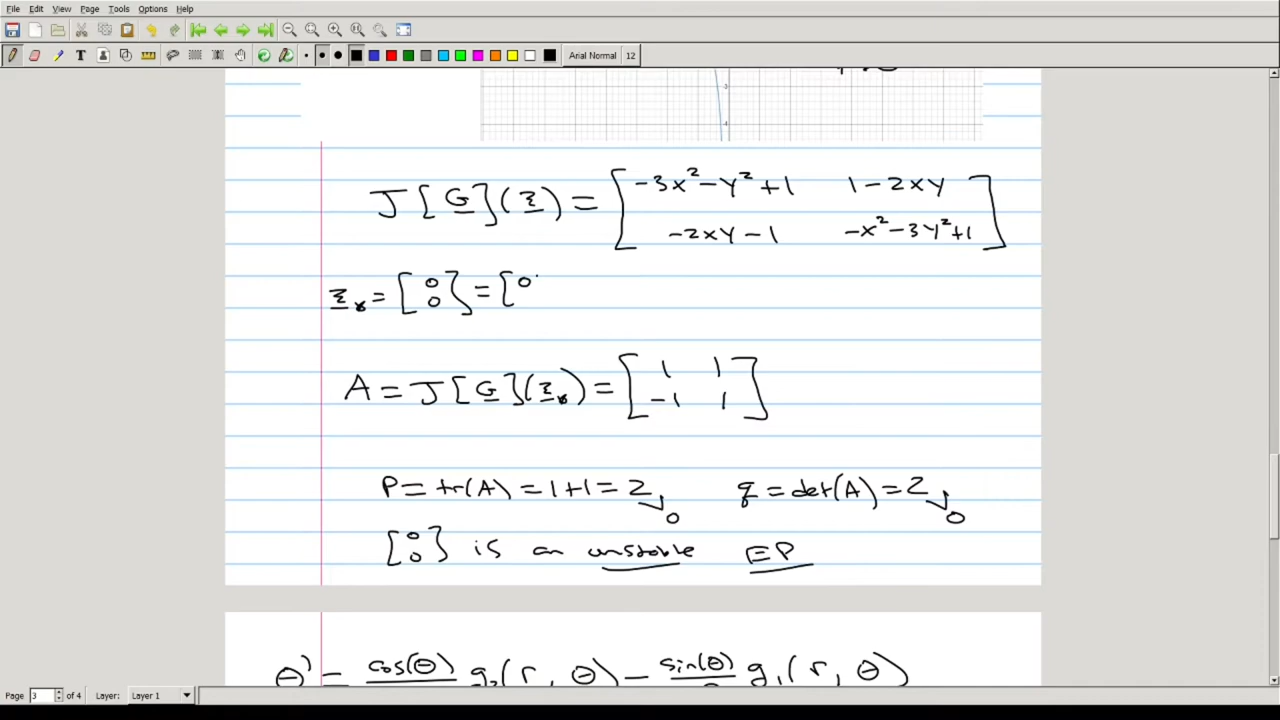 File Edit View Page Tools Options Help
Arial Normal 12
J[G](x) = [ -3x² - y² + 1   1 - 2xy
-2xy - 1   -x² - 3y² + 1 ]
x* = [0 0] = [0
A = J[G](x*) = [ 1 1
-1 1 ]
P = tr(A) = 1+1 = 2 > 0   q = det(A) = 2 > 0
[0 0] is an unstable EP
θ' = cos(θ) g₂(r, θ) - sin(θ) g₁(r, θ)
Page 3 of 4 Layer: Layer 1